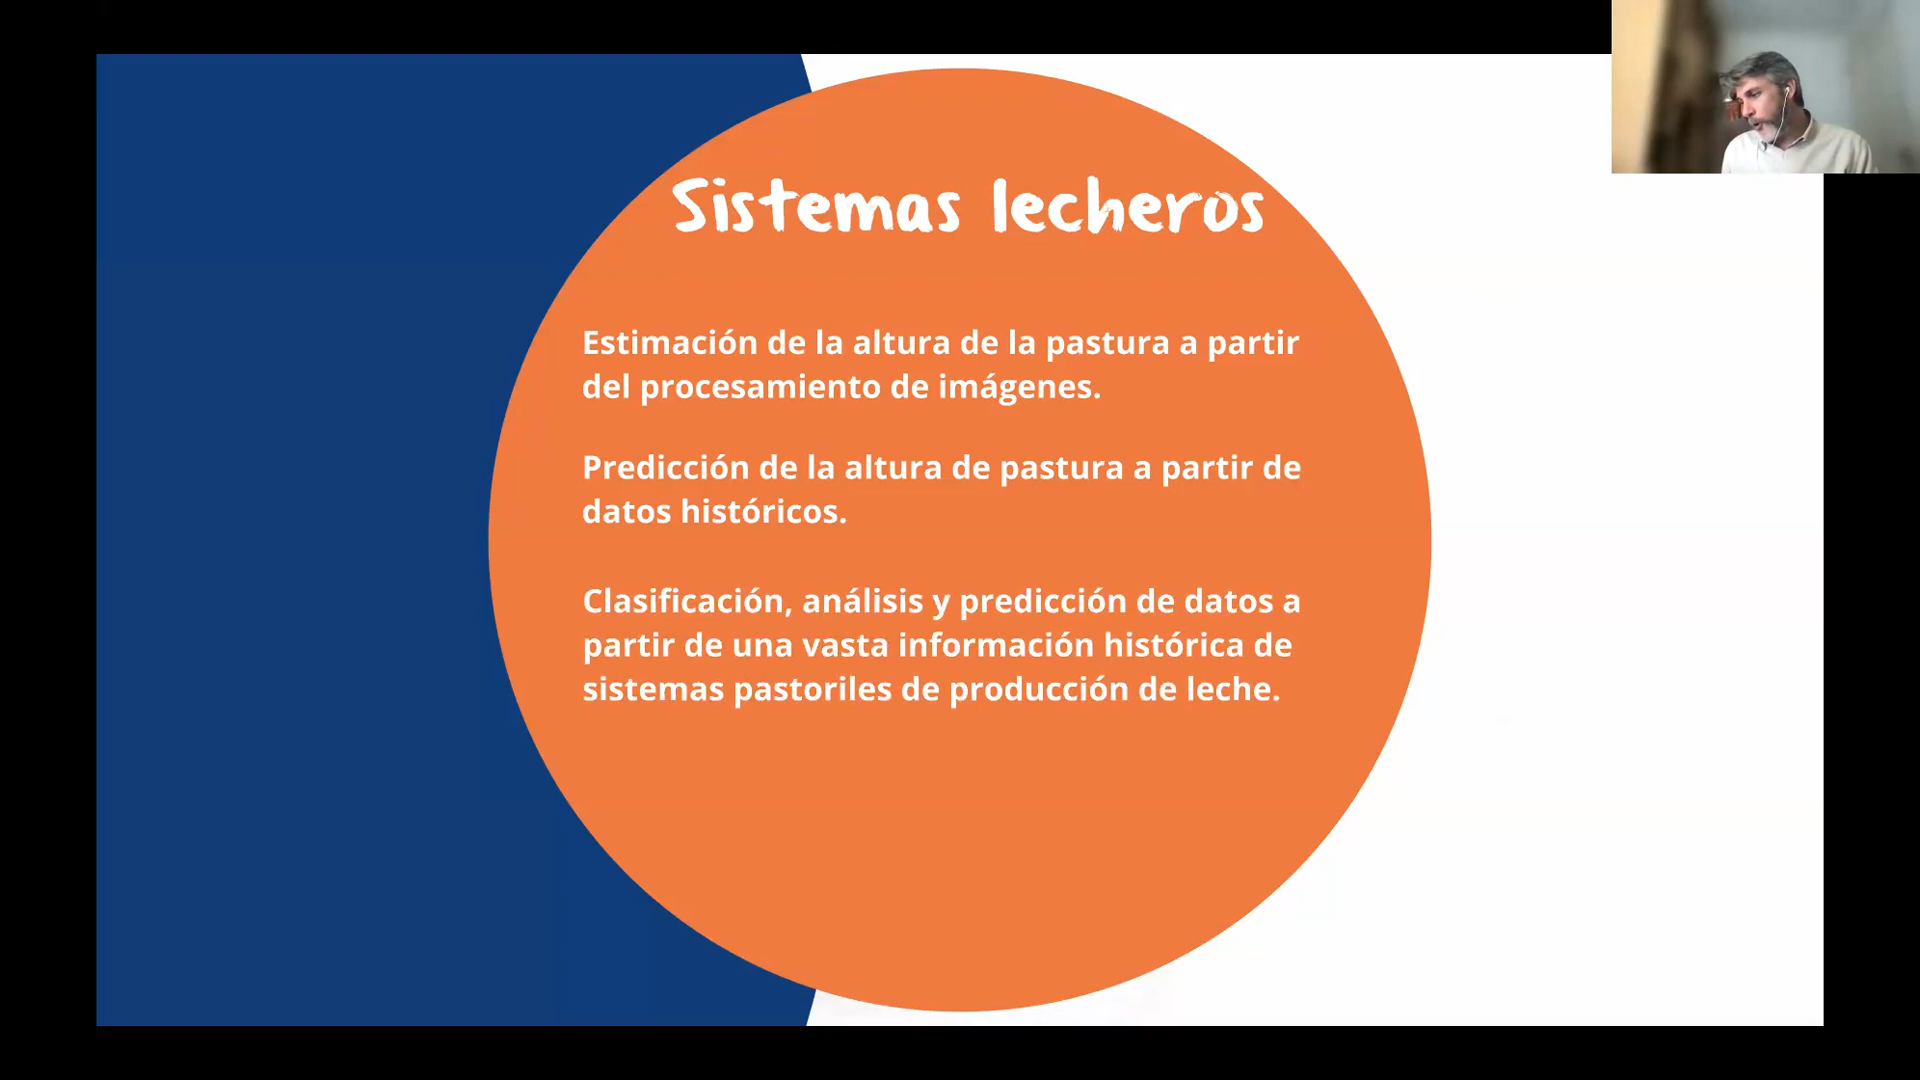 Sistemas lecheros
Estimación de la altura de la pastura a partir
del procesamiento de imágenes.
Predicción de la altura de pastura a partir de
datos históricos.
Clasificación, análisis y predicción de datos a
partir de una vasta información histórica de
sistemas pastoriles de producción de leche.